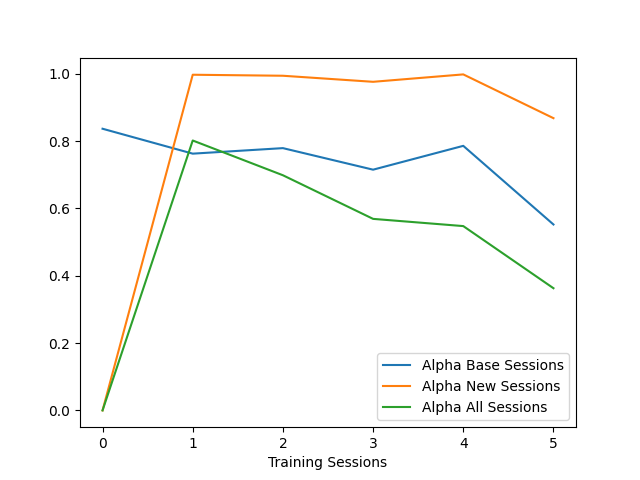 1.0
0.8
0.6
0.4
0.2
0.0
0 1 2 3 4 5
Training Sessions
Alpha Base Sessions
Alpha New Sessions
Alpha All Sessions